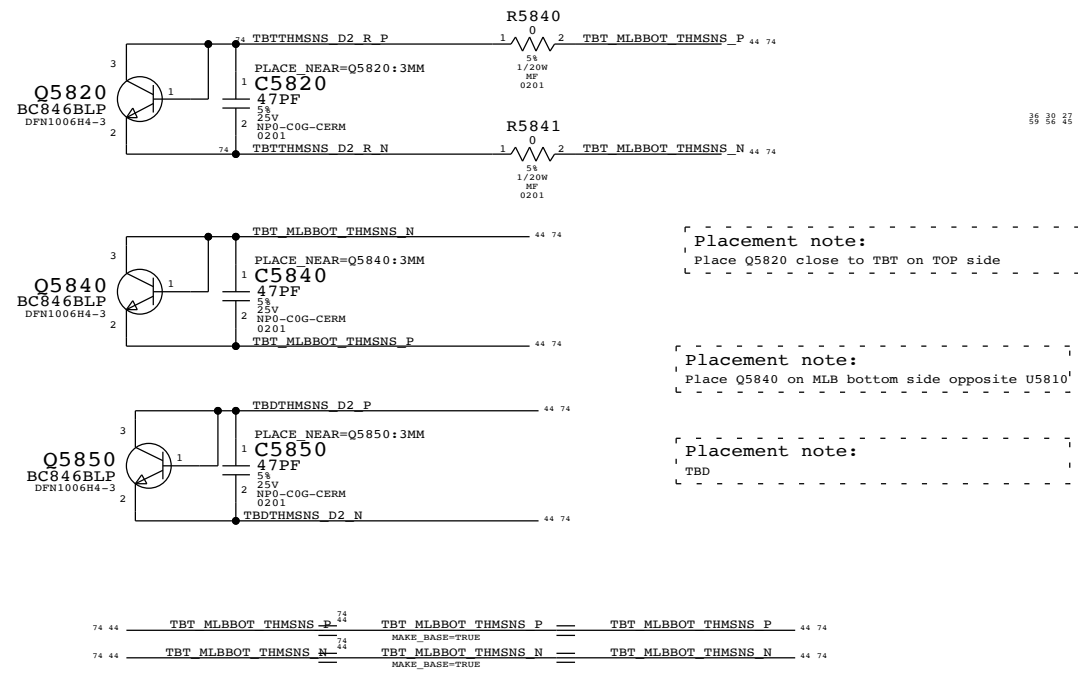 R5840
0
74 TBTTHMSNS_D2_R_P 1 2 TBT_MLBBOT_THMSNS_P 44 74
5%
1/20W
MF
0201
3
PLACE_NEAR=Q5820:3MM
1 C5820
47PF
5%
25V
NP0-C0G-CERM
2
0201
Q5820
BC846BLP
DFN1006H4-3
1
2
36 30 27
59 56 45
R5841
0
74 TBTTHMSNS_D2_R_N 1 2 TBT_MLBBOT_THMSNS_N 44 74
5%
1/20W
MF
0201
TBT_MLBBOT_THMSNS_N 44 74
3
PLACE_NEAR=Q5840:3MM
1 C5840
47PF
5%
25V
NP0-C0G-CERM
2
0201
Q5840
BC846BLP
DFN1006H4-3
1
2
TBT_MLBBOT_THMSNS_P 44 74
Placement note:
Place Q5820 close to TBT on TOP side
Placement note:
Place Q5840 on MLB bottom side opposite U5810
TBDTHMSNS_D2_P 44 74
3
PLACE_NEAR=Q5850:3MM
1 C5850
47PF
5%
25V
NP0-C0G-CERM
2
0201
Q5850
BC846BLP
DFN1006H4-3
1
2
TBDTHMSNS_D2_N 44 74
Placement note:
TBD
74
44
74 44 TBT_MLBBOT_THMSNS_P TBT_MLBBOT_THMSNS_P TBT_MLBBOT_THMSNS_P 44 74
MAKE_BASE=TRUE
74
44
74 44 TBT_MLBBOT_THMSNS_N TBT_MLBBOT_THMSNS_N TBT_MLBBOT_THMSNS_N 44 74
MAKE_BASE=TRUE